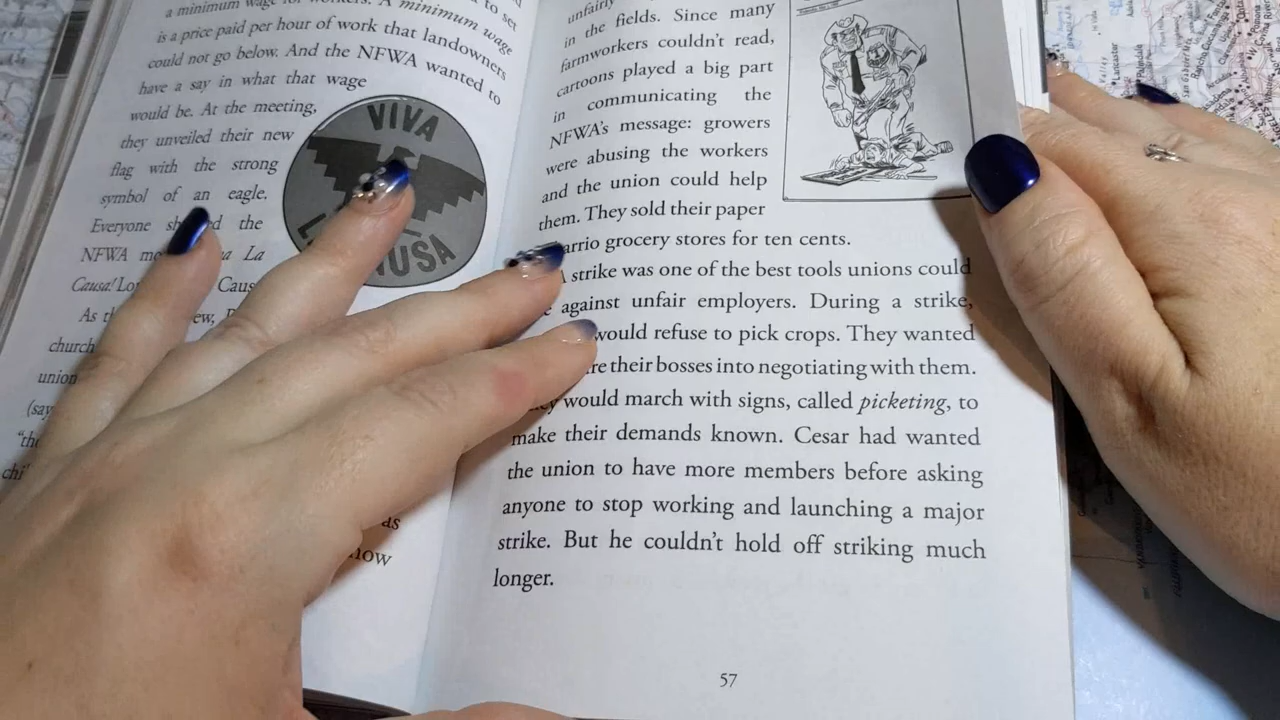 a minimum wage for workers. A minimum wage
is a price paid per hour of work that landowners
could not go below. And the NFWA wanted to
have a say in what that wage
would be. At the meeting,
they unveiled their new
flag with the strong
symbol of an eagle.
Everyone the
NFWA La
Causa!
As
church
union
(say
as
now
VIVA
unfairly
in the fields. Since many
farmworkers couldn't read,
cartoons played a big part
in communicating the
NFWA's message: growers
were abusing the workers
and the union could help
them. They sold their paper
grocery stores for ten cents.
strike was one of the best tools unions could
against unfair employers. During a strike,
would refuse to pick crops. They wanted
their bosses into negotiating with them.
would march with signs, called picketing, to
make their demands known. Cesar had wanted
the union to have more members before asking
anyone to stop working and launching a major
strike. But he couldn't hold off striking much
longer.
57